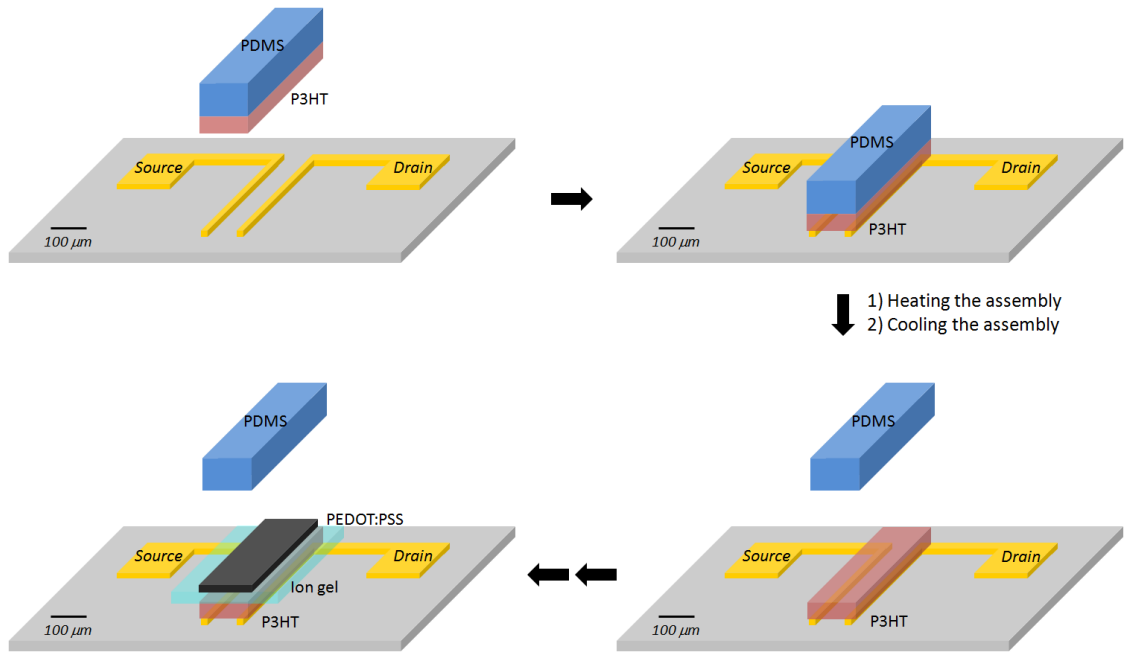 PDMS
P3HT
Source
Drain
100 μm
PDMS
Source
Drain
P3HT
100 μm
1) Heating the assembly
2) Cooling the assembly
PDMS
PEDOT:PSS
Source
Drain
Ion gel
P3HT
100 μm
PDMS
Source
Drain
P3HT
100 μm